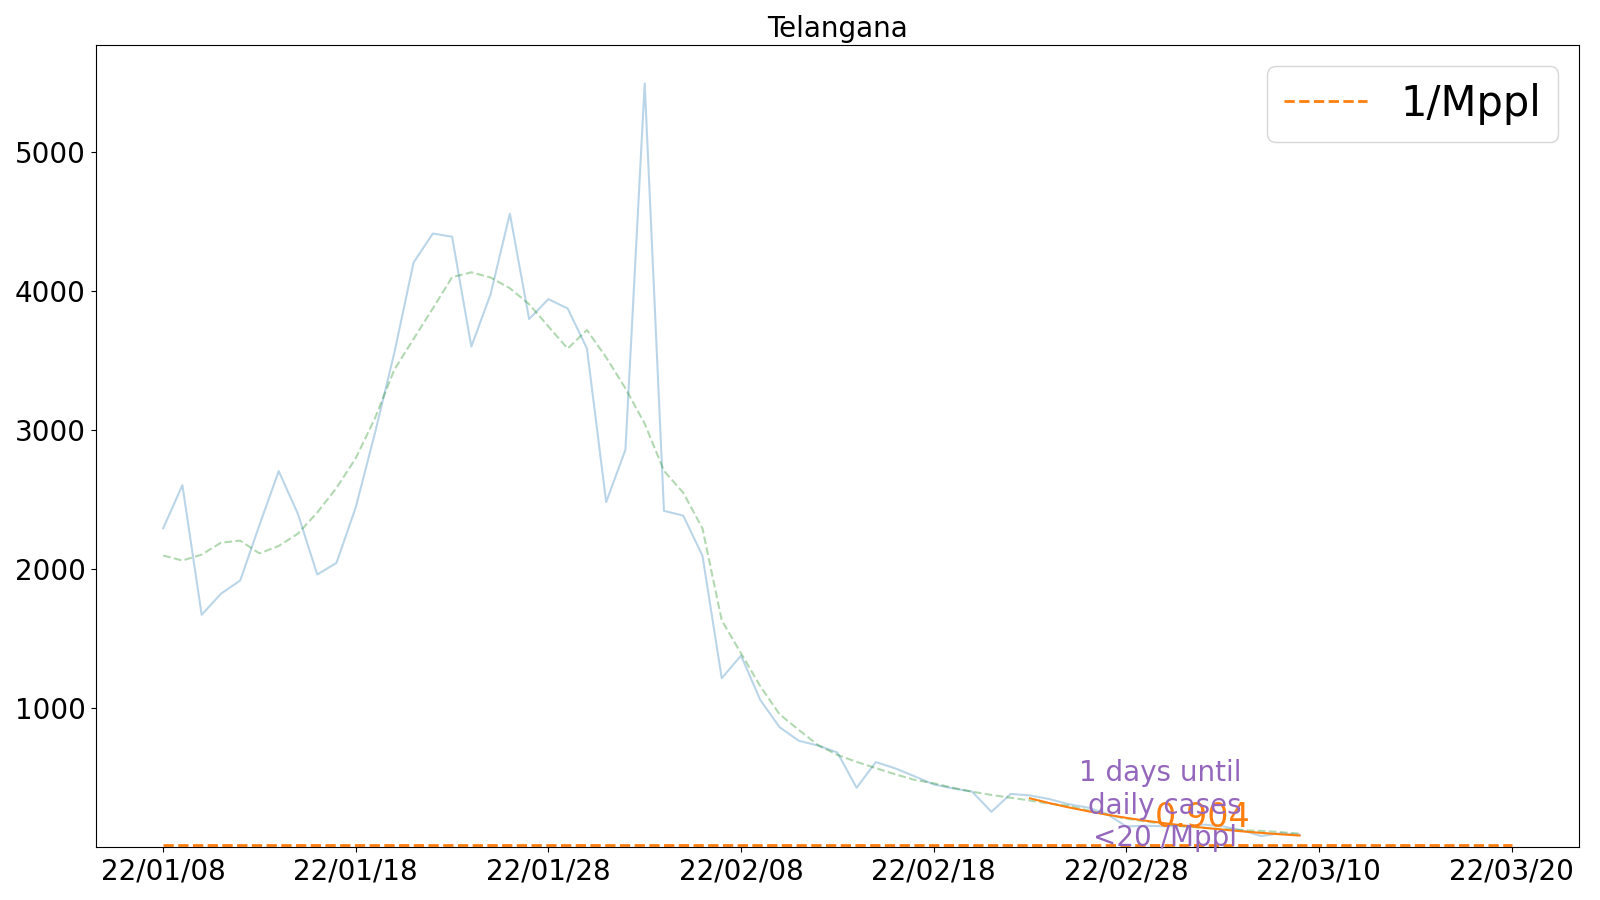 Telangana
1/Mppl
5000
4000
3000
2000
1000
1 days until
daily cases
<20 /Mppl
0.904
22/01/08 22/01/18 22/01/28 22/02/08 22/02/18 22/02/28 22/03/10 22/03/20